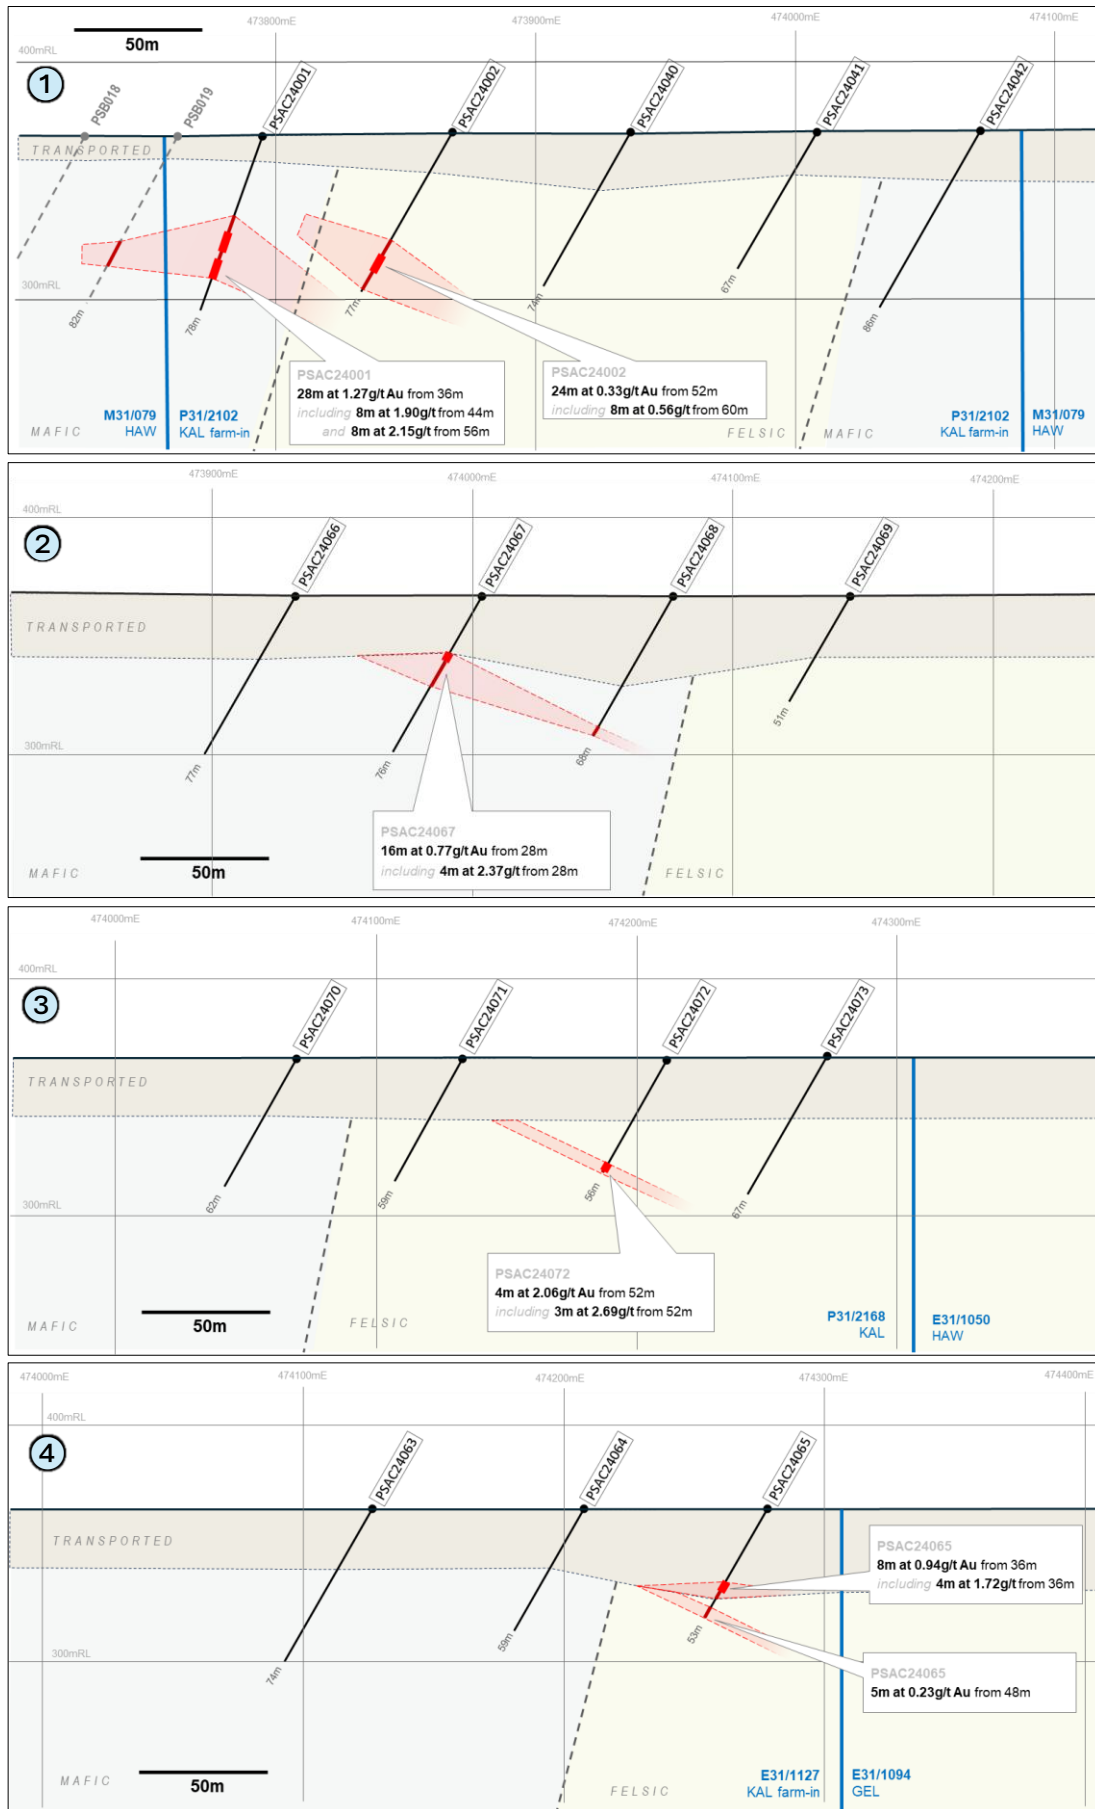 473800mE
473900mE
474000mE
474100mE
50m
400mRL
1
PSB018
PSB019
PSAC24001
PSAC24002
PSAC24040
PSAC24041
PSAC24042
TRANSPORTED
300mRL
82m
78m
77m
74m
67m
86m
PSAC24001
28m at 1.27g/t Au from 36m
including 8m at 1.90g/t from 44m
and 8m at 2.15g/t from 56m
PSAC24002
24m at 0.33g/t Au from 52m
including 8m at 0.56g/t from 60m
M31/079
HAW
P31/2102
KAL farm-in
MAFIC
FELSIC
MAFIC
P31/2102
KAL farm-in
M31/079
HAW
473900mE
474000mE
474100mE
474200mE
400mRL
2
PSAC24066
PSAC24067
PSAC24068
PSAC24069
TRANSPORTED
300mRL
77m
76m
68m
51m
PSAC24067
16m at 0.77g/t Au from 28m
including 4m at 2.37g/t from 28m
50m
MAFIC
FELSIC
474000mE
474100mE
474200mE
474300mE
400mRL
3
PSAC24070
PSAC24071
PSAC24072
PSAC24073
TRANSPORTED
300mRL
62m
59m
56m
67m
PSAC24072
4m at 2.06g/t Au from 52m
including 3m at 2.69g/t from 52m
50m
MAFIC
FELSIC
P31/2168
KAL
E31/1050
HAW
474000mE
474100mE
474200mE
474300mE
474400mE
400mRL
4
PSAC24063
PSAC24064
PSAC24065
TRANSPORTED
300mRL
74m
59m
53m
PSAC24065
8m at 0.94g/t Au from 36m
including 4m at 1.72g/t from 36m
PSAC24065
5m at 0.23g/t Au from 48m
50m
MAFIC
FELSIC
E31/1127
KAL farm-in
E31/1094
GEL